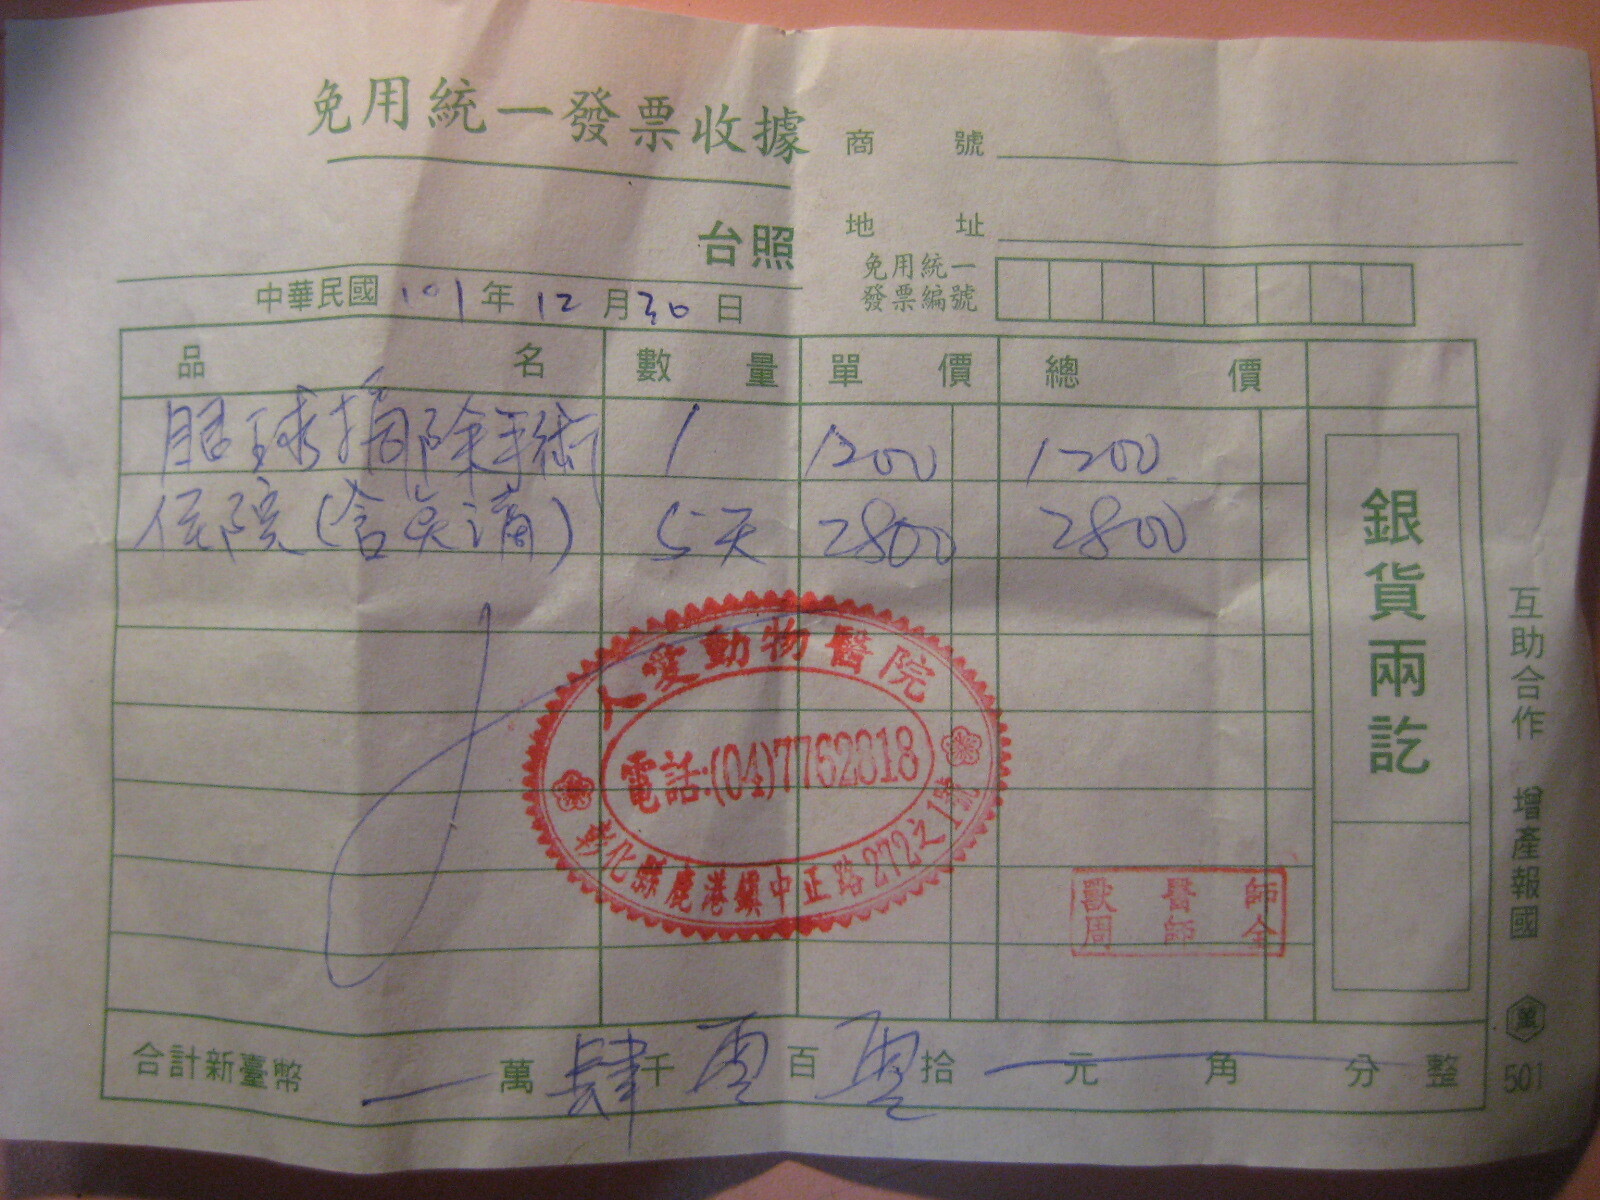 免用統一發票收據
商號
台照
地址
免用統一
發票編號
中華民國 101 年 12 月 30 日
品名 數量 單價 總價
眼球摘除手術 1 1200 1200
住院(含点滴) 5天 2800 2800
銀貨兩訖
人愛動物醫院
電話:(04)7762818
彰化縣鹿港鎮中正路272之1號
獸醫師
周師全
合計新臺幣 一萬肆千零百零拾元角分整
互助合作 增產報國
萬
501